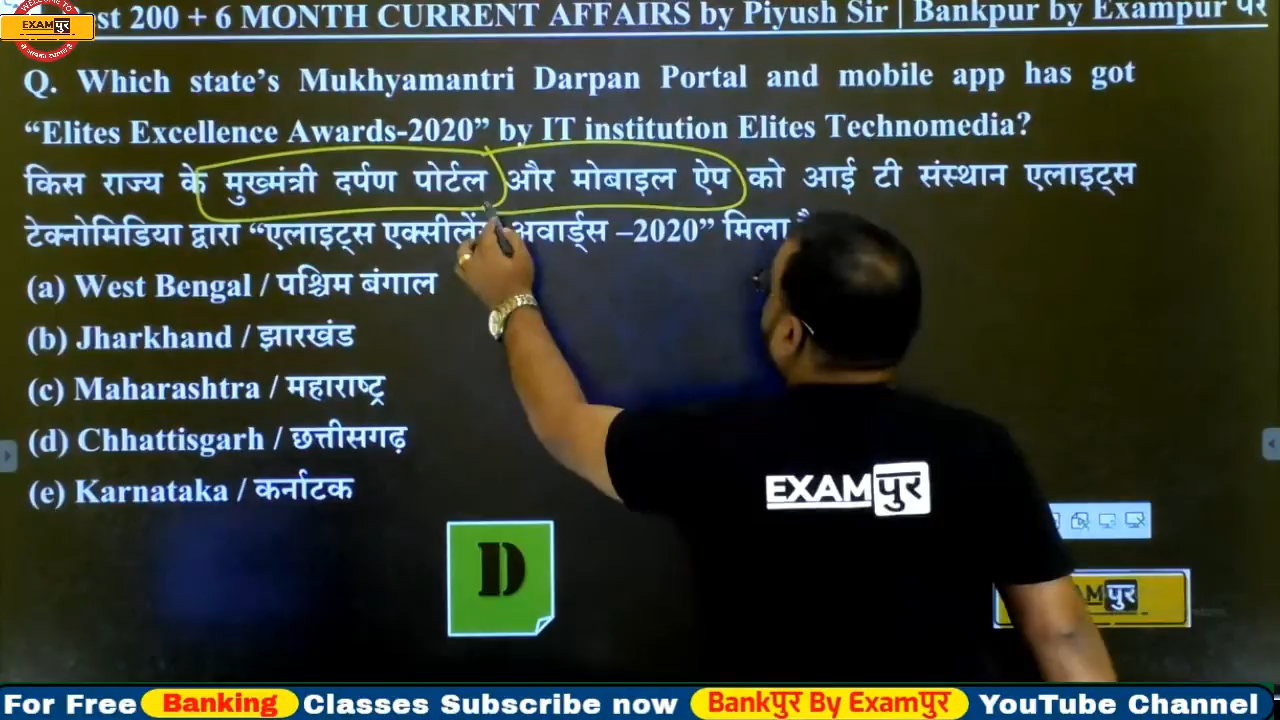 WELCOME TO
EXAMपुर
st 200 + 6 MONTH CURRENT AFFAIRS by Piyush Sir | Bankpur by Exampur पर
Q. Which state’s Mukhyamantri Darpan Portal and mobile app has got
“Elites Excellence Awards-2020” by IT institution Elites Technomedia?
किस राज्य के मुख्मंत्री दर्पण पोर्टल और मोबाइल ऐप को आई टी संस्थान एलाइट्स
टेक्नोमिडिया द्वारा “एलाइट्स एक्सीलें अवार्ड्स –2020” मिला
(a) West Bengal / पश्चिम बंगाल
(b) Jharkhand / झारखंड
(c) Maharashtra / महाराष्ट्र
(d) Chhattisgarh / छत्तीसगढ़
(e) Karnataka / कर्नाटक
EXAMपुर
D
AMपुर
For Free Banking Classes Subscribe now Bankपुर By Examपुर YouTube Channel